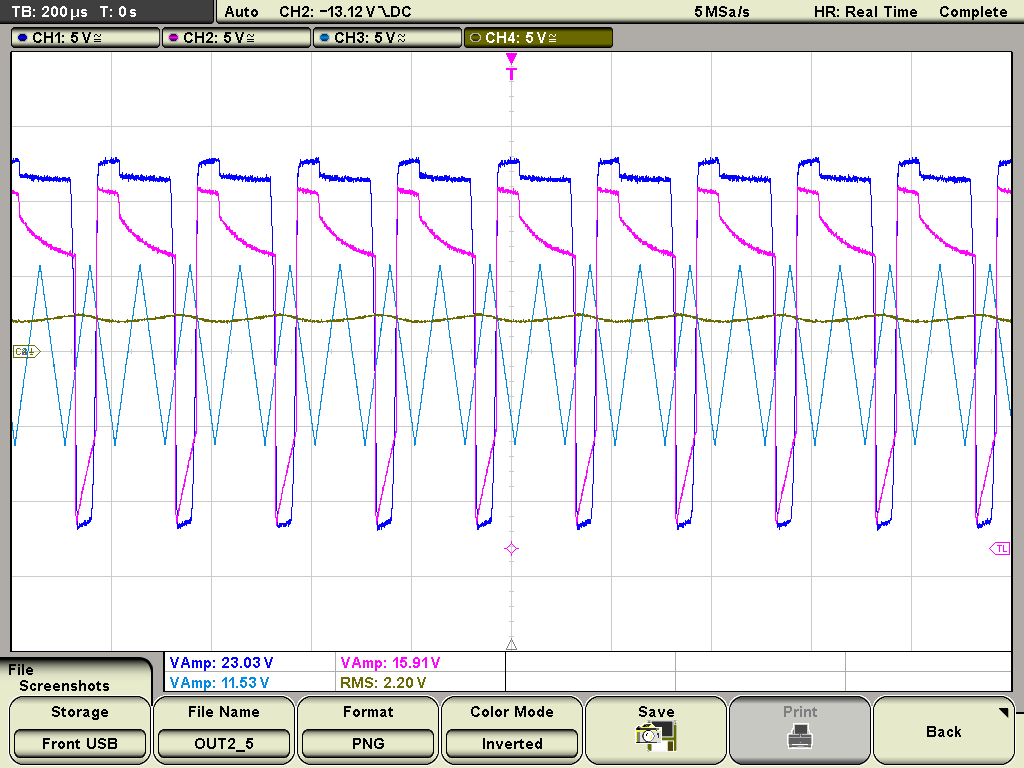 TB: 200 µs T: 0 s Auto CH2: −13.12 V DC 5 MSa/s HR: Real Time Complete
CH1: 5 V≅ CH2: 5 V≅ CH3: 5 V≈ CH4: 5 V≅
T
TL
VAmp: 23.03 V VAmp: 15.91 V
VAmp: 11.53 V RMS: 2.20 V
File
Screenshots
Storage File Name Format Color Mode Save Print
Front USB OUT2_5 PNG Inverted Back